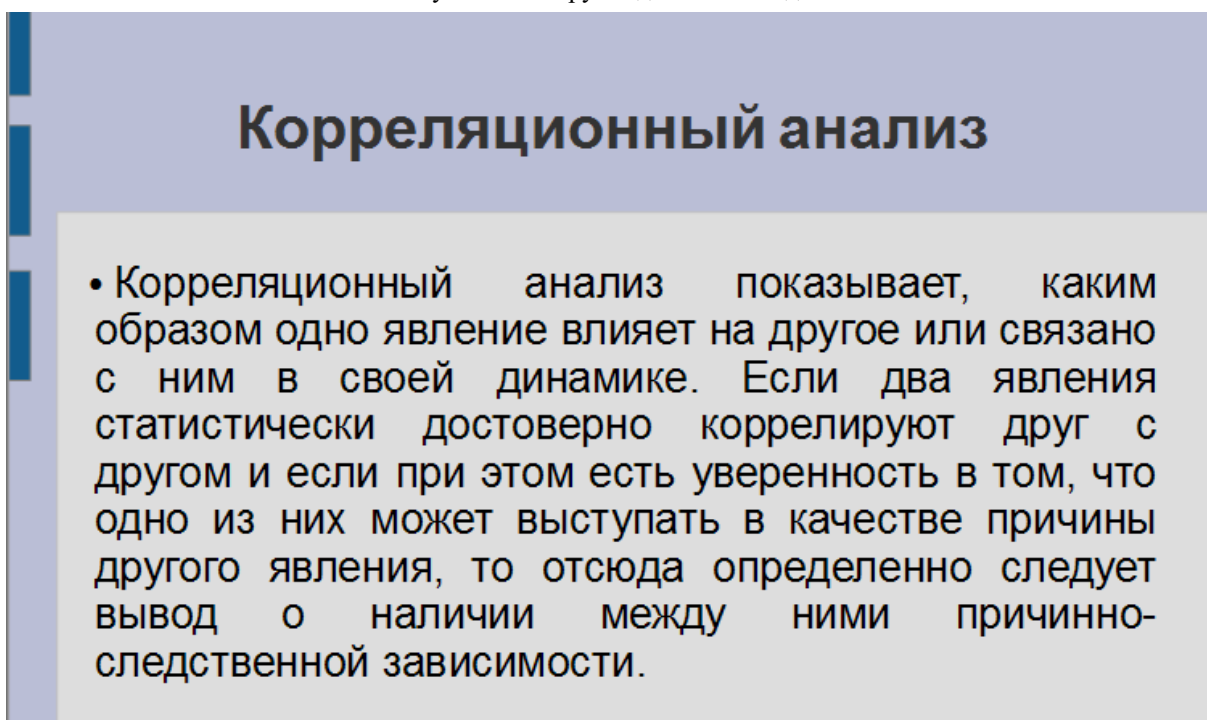 Корреляционный анализ
• Корреляционный анализ показывает, каким
образом одно явление влияет на другое или связано
с ним в своей динамике. Если два явления
статистически достоверно коррелируют друг с
другом и если при этом есть уверенность в том, что
одно из них может выступать в качестве причины
другого явления, то отсюда определенно следует
вывод о наличии между ними причинно-
следственной зависимости.